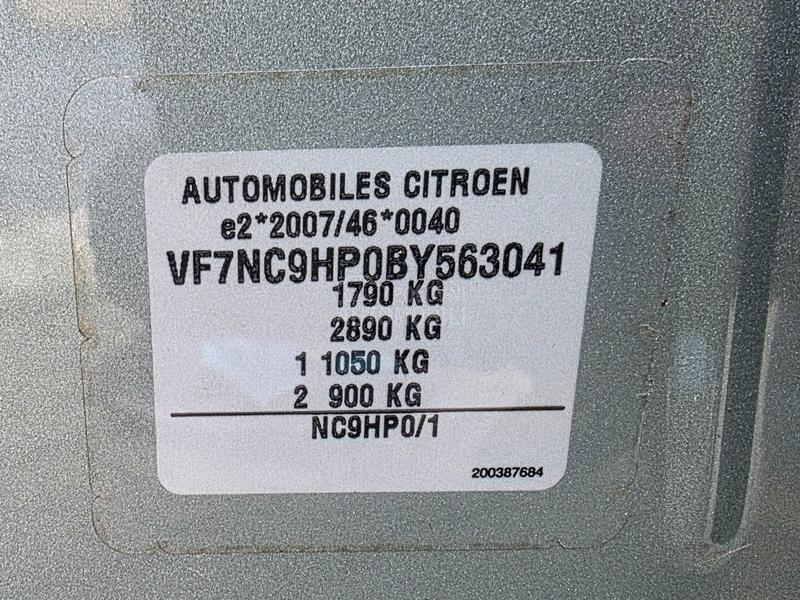 AUTOMOBILES CITROEN
e2*2007/46*0040
VF7NC9HP0BY563041
1790 KG
2890 KG
1 1050 KG
2 900 KG
NC9HP0/1
200387684